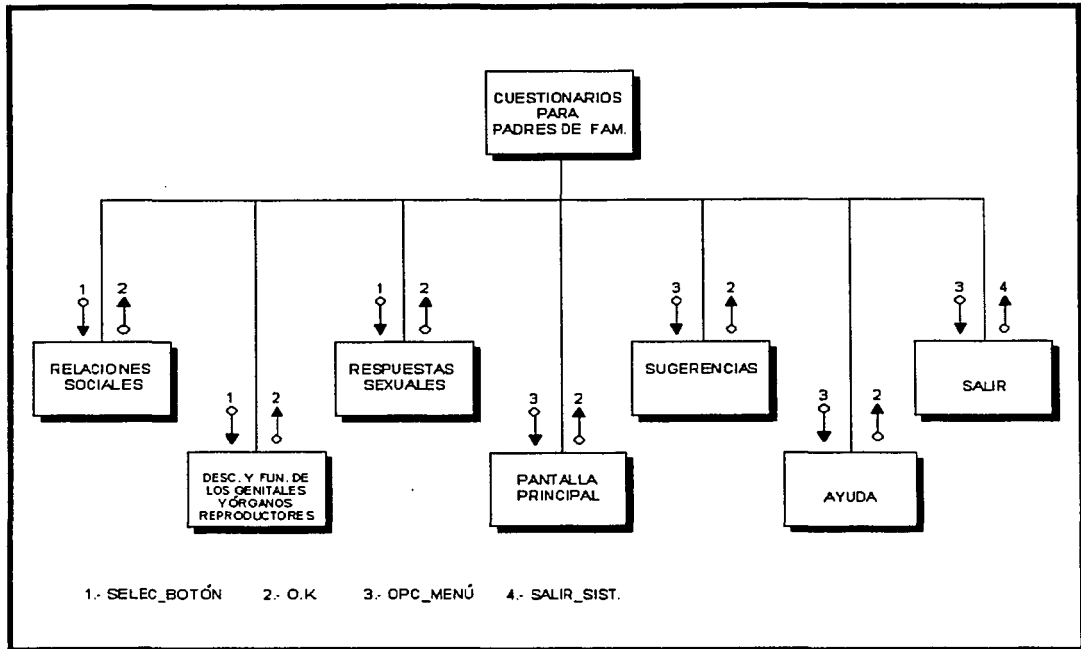 CUESTIONARIOS
PARA
PADRES DE FAM.
1 2
RELACIONES
SOCIALES
1 2
DESC. Y FUN. DE
LOS GENITALES
Y ÓRGANOS
REPRODUCTORES
1 2
RESPUESTAS
SEXUALES
3 2
PANTALLA
PRINCIPAL
3 2
SUGERENCIAS
3 2
AYUDA
3 4
SALIR
1.- SELEC_BOTÓN 2.- O.K 3.- OPC_MENÚ 4.- SALIR_SIST.